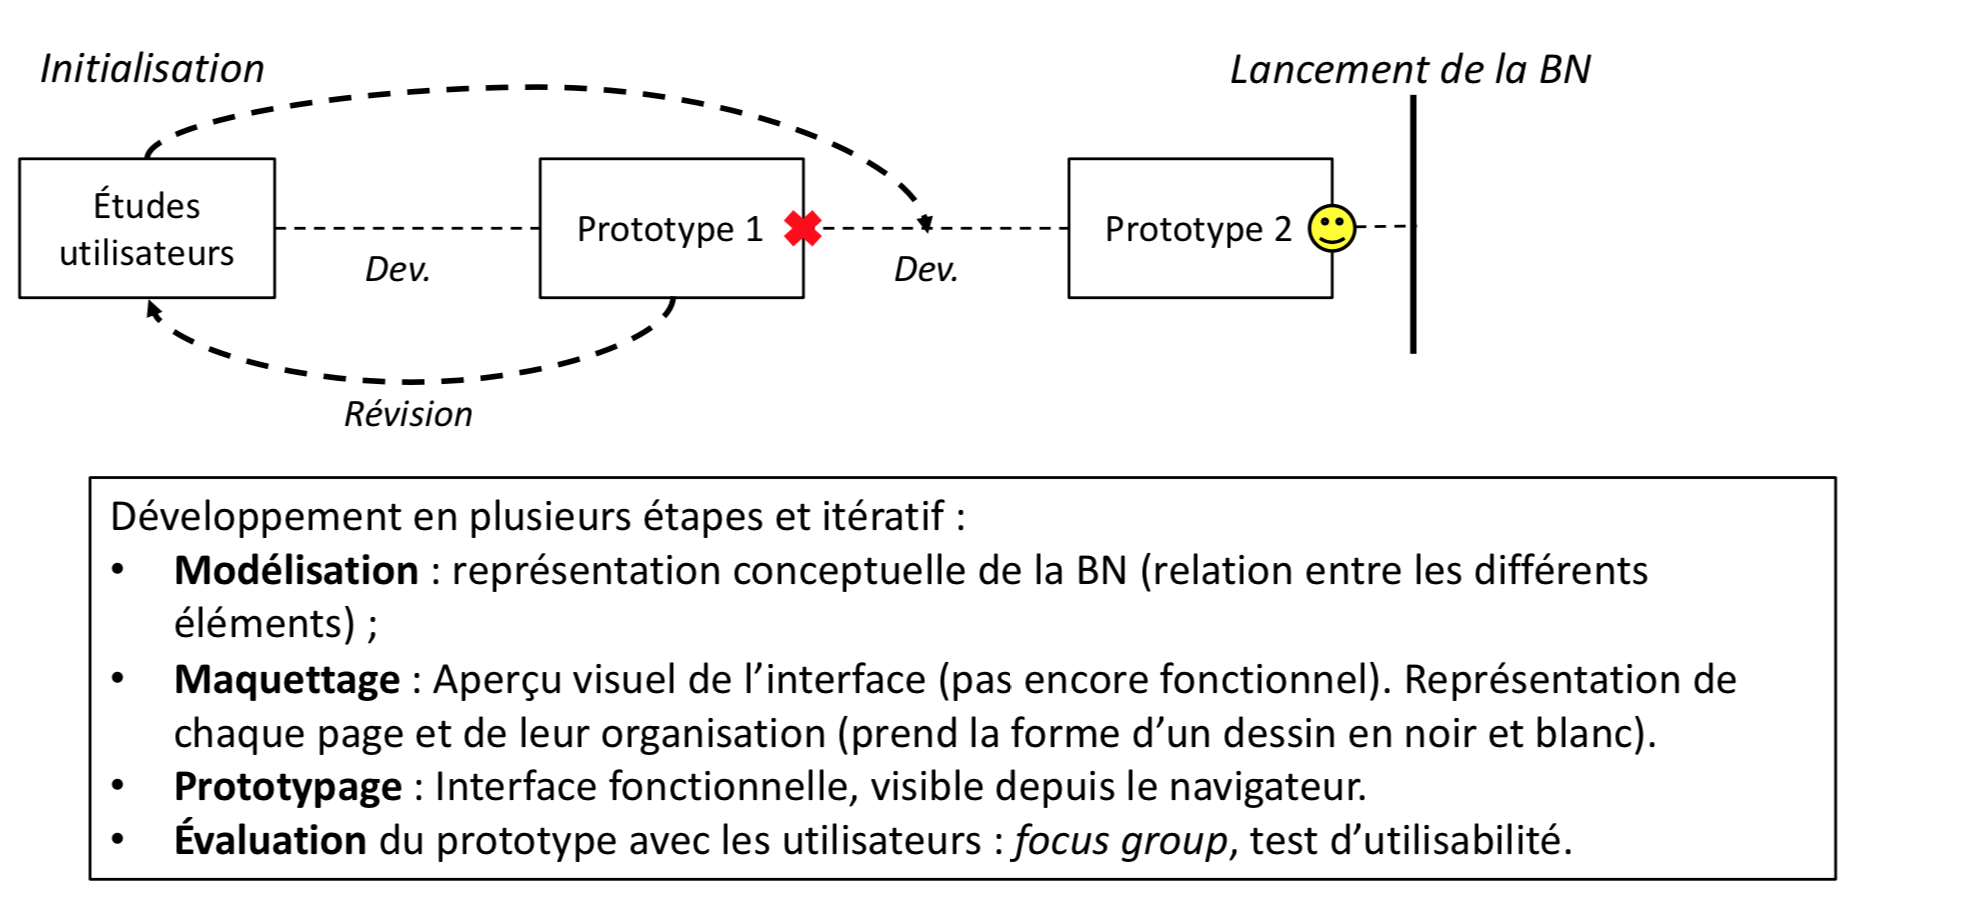 Initialisation
Lancement de la BN
Études
utilisateurs
Prototype 1
Prototype 2
Dev.
Dev.
Révision
Développement en plusieurs étapes et itératif :
• Modélisation : représentation conceptuelle de la BN (relation entre les différents
éléments) ;
• Maquettage : Aperçu visuel de l’interface (pas encore fonctionnel). Représentation de
chaque page et de leur organisation (prend la forme d’un dessin en noir et blanc).
• Prototypage : Interface fonctionnelle, visible depuis le navigateur.
• Évaluation du prototype avec les utilisateurs : focus group, test d’utilisabilité.